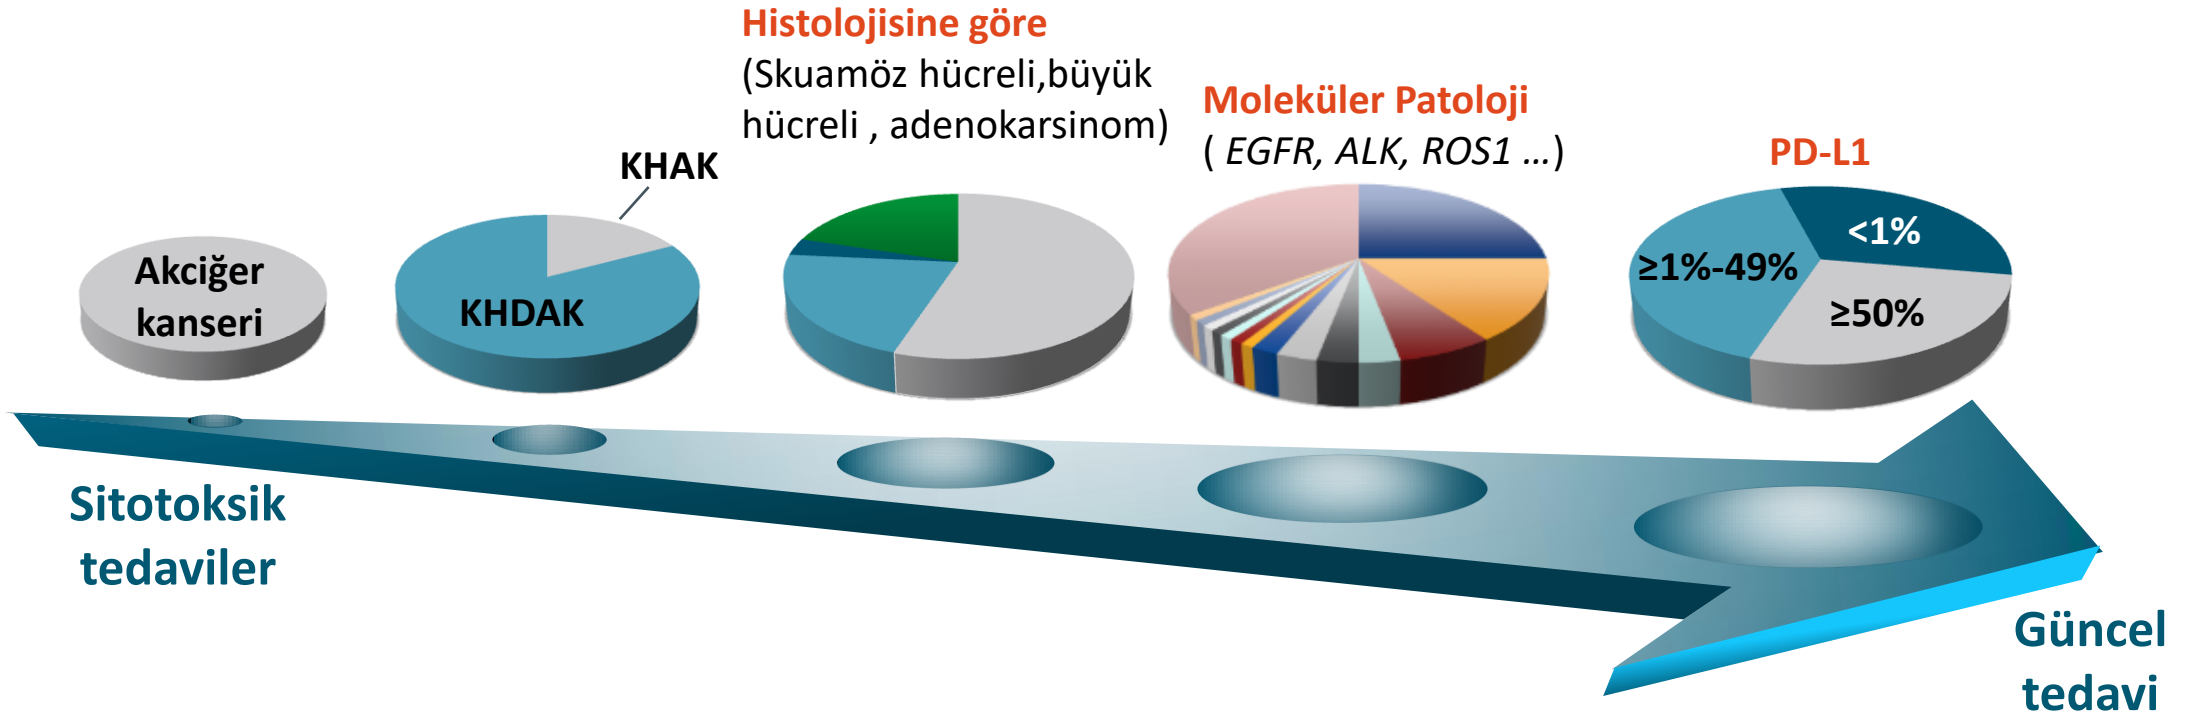 Akciğer
kanseri
KHAK
KHDAK
Histolojisine göre
(Skuamöz hücreli,büyük
hücreli , adenokarsinom)
Moleküler Patoloji
( EGFR, ALK, ROS1 ...)
PD-L1
<1%
≥1%-49%
≥50%
Sitotoksik
tedaviler
Güncel
tedavi